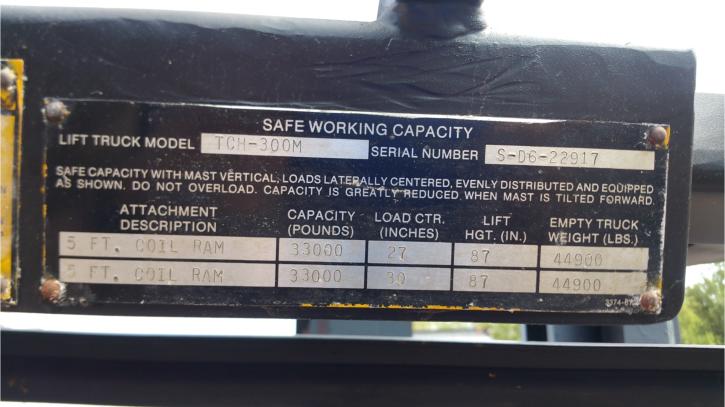 SAFE WORKING CAPACITY
LIFT TRUCK MODEL TCH-300M SERIAL NUMBER S-D6-22917
SAFE CAPACITY WITH MAST VERTICAL, LOADS LATERALLY CENTERED, EVENLY DISTRIBUTED AND EQUIPPED
AS SHOWN. DO NOT OVERLOAD. CAPACITY IS GREATLY REDUCED WHEN MAST IS TILTED FORWARD.
ATTACHMENT CAPACITY LOAD CTR. LIFT EMPTY TRUCK
DESCRIPTION (POUNDS) (INCHES) HGT. (IN.) WEIGHT (LBS.)
5 FT. COIL RAM 33000 27 87 44900
5 FT. COIL RAM 33000 30 87 44900